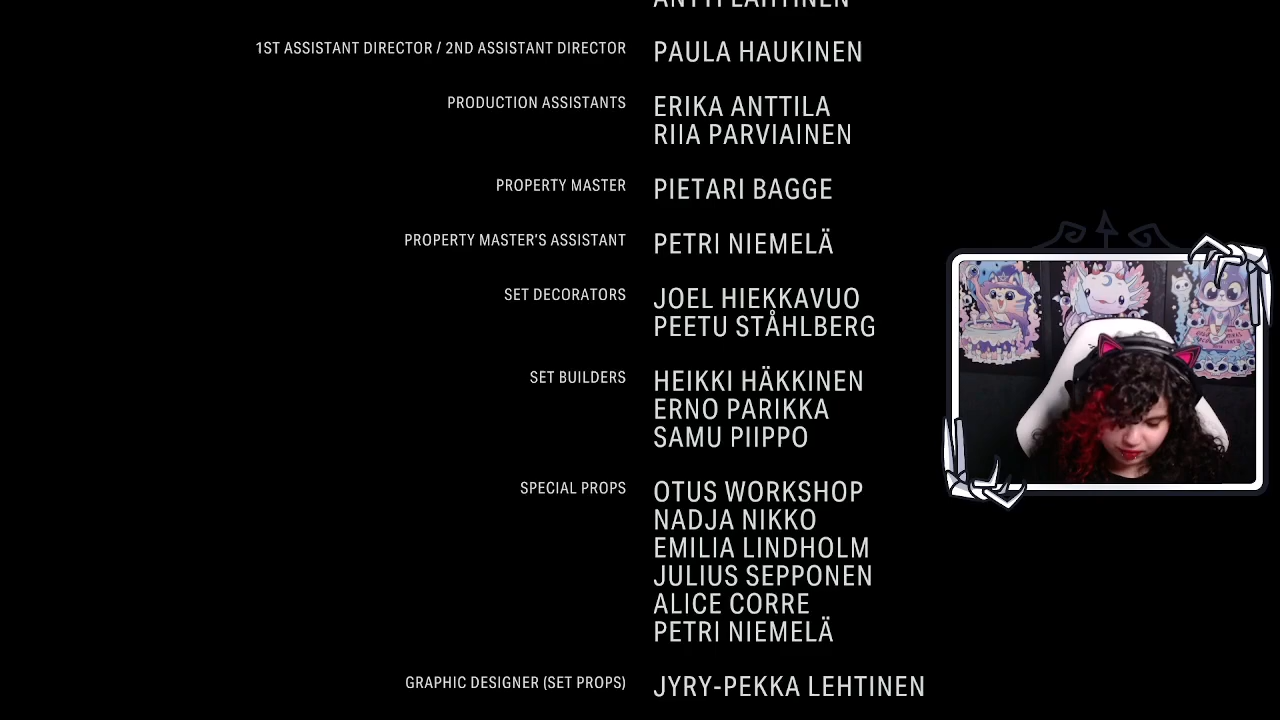 ANTTI LAHTINEN
1ST ASSISTANT DIRECTOR / 2ND ASSISTANT DIRECTOR PAULA HAUKINEN
PRODUCTION ASSISTANTS ERIKA ANTTILA
RIIA PARVIAINEN
PROPERTY MASTER PIETARI BAGGE
PROPERTY MASTER'S ASSISTANT PETRI NIEMELÄ
SET DECORATORS JOEL HIEKKAVUO
PEETU STÅHLBERG
SET BUILDERS HEIKKI HÄKKINEN
ERNO PARIKKA
SAMU PIIPPO
SPECIAL PROPS OTUS WORKSHOP
NADJA NIKKO
EMILIA LINDHOLM
JULIUS SEPPONEN
ALICE CORRE
PETRI NIEMELÄ
GRAPHIC DESIGNER (SET PROPS) JYRY-PEKKA LEHTINEN